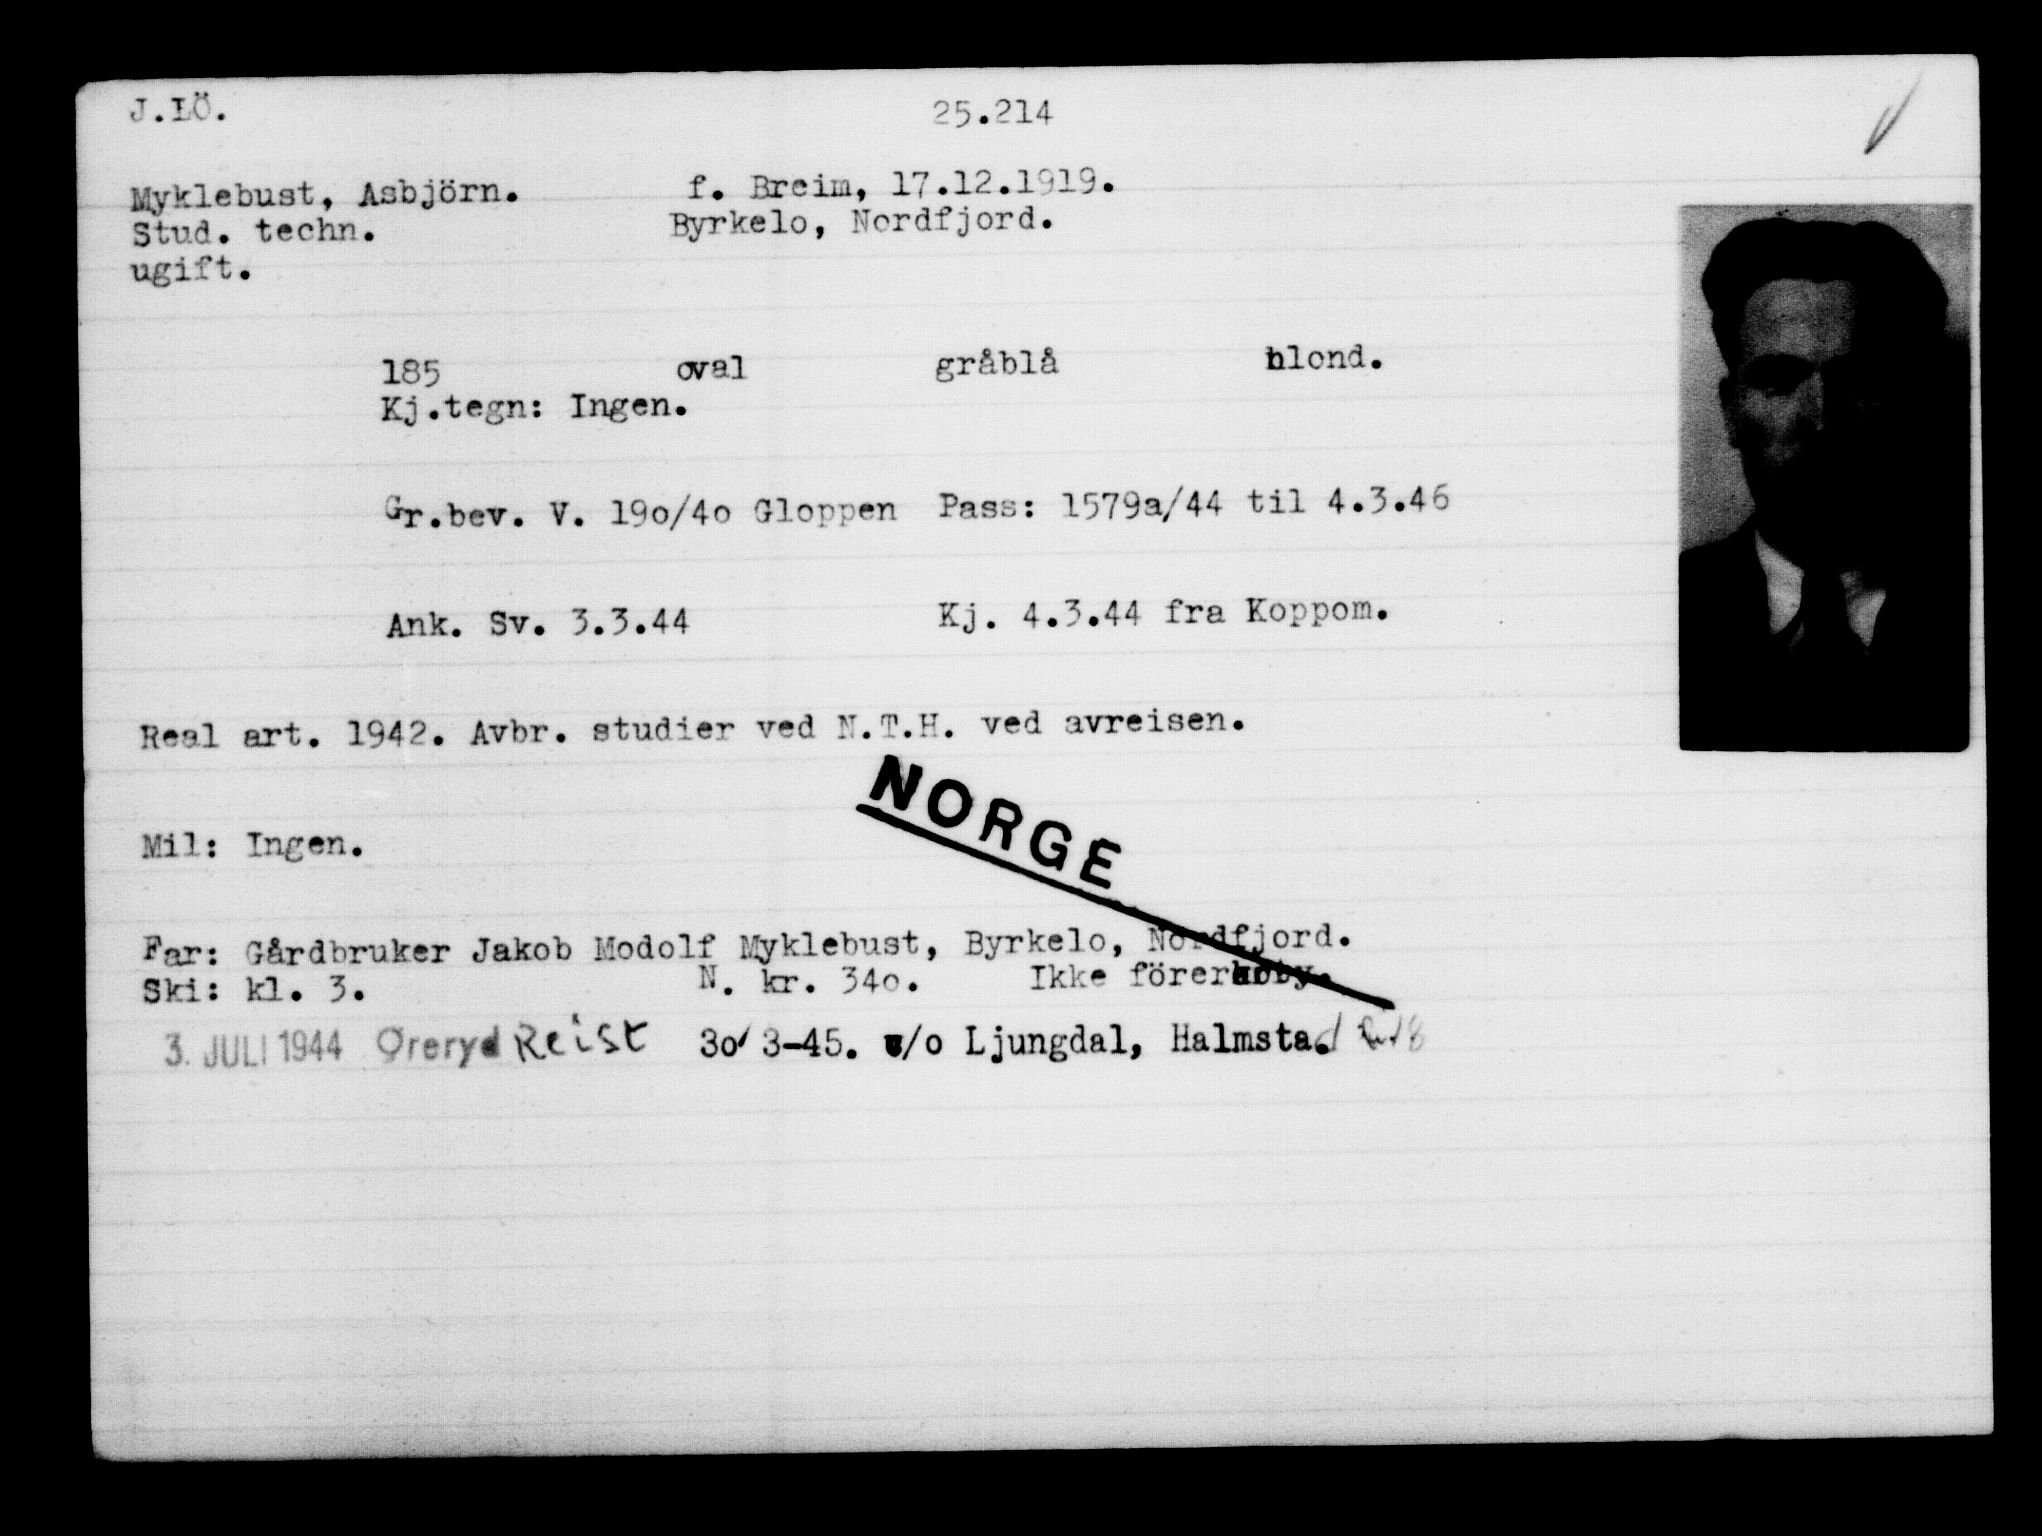 J.LÖ. 25.214
Myklebust, Asbjörn. f. Breim, 17.12.1919.
Stud. techn. Byrkelo, Nordfjord.
ugift.
185 oval gråblå blond.
Kj.tegn: Ingen.
Gr.bev. V. 19o/4o Gloppen Pass: 1579a/44 til 4.3.46
Ank. Sv. 3.3.44 Kj. 4.3.44 fra Koppom.
Real art. 1942. Avbr. studier ved N.T.H. ved avreisen.
NORGE
Mil: Ingen.
Far: Gårdbruker Jakob Modolf Myklebust, Byrkelo, Nordfjord.
Ski: kl. 3. N. kr. 34o. Ikke
3. JULI 1944 Öreryd Reist 3o/3-45. c/o Ljungdal, Halmstad